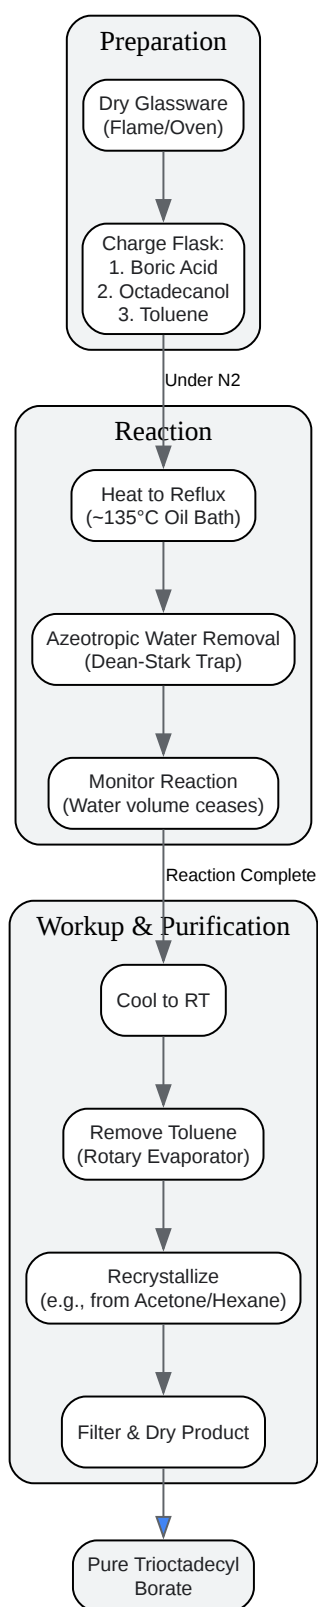 Preparation
Dry Glassware
(Flame/Oven)
Charge Flask:
1. Boric Acid
2. Octadecanol
3. Toluene
Under N2
Reaction
Heat to Reflux
(~135°C Oil Bath)
Azeotropic Water Removal
(Dean-Stark Trap)
Monitor Reaction
(Water volume ceases)
Reaction Complete
Workup & Purification
Cool to RT
Remove Toluene
(Rotary Evaporator)
Recrystallize
(e.g., from Acetone/Hexane)
Filter & Dry Product
Pure Trioctadecyl
Borate